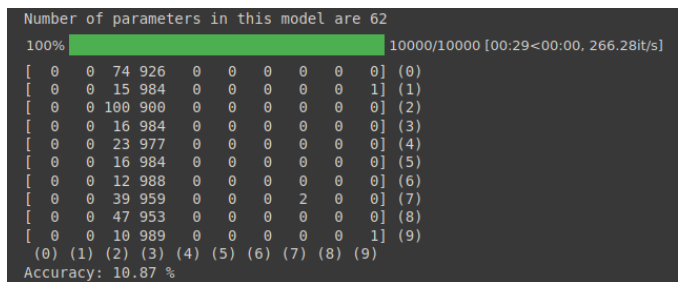 Number of parameters in this model are 62
100% 10000/10000 [00:29<00:00, 266.28it/s]
[ 0 0 74 926 0 0 0 0 0 0] (0)
[ 0 0 15 984 0 0 0 0 0 1] (1)
[ 0 0 100 900 0 0 0 0 0 0] (2)
[ 0 0 16 984 0 0 0 0 0 0] (3)
[ 0 0 23 977 0 0 0 0 0 0] (4)
[ 0 0 16 984 0 0 0 0 0 0] (5)
[ 0 0 12 988 0 0 0 0 0 0] (6)
[ 0 0 39 959 0 0 0 2 0 0] (7)
[ 0 0 47 953 0 0 0 0 0 0] (8)
[ 0 0 10 989 0 0 0 0 0 1] (9)
(0) (1) (2) (3) (4) (5) (6) (7) (8) (9)
Accuracy: 10.87 %